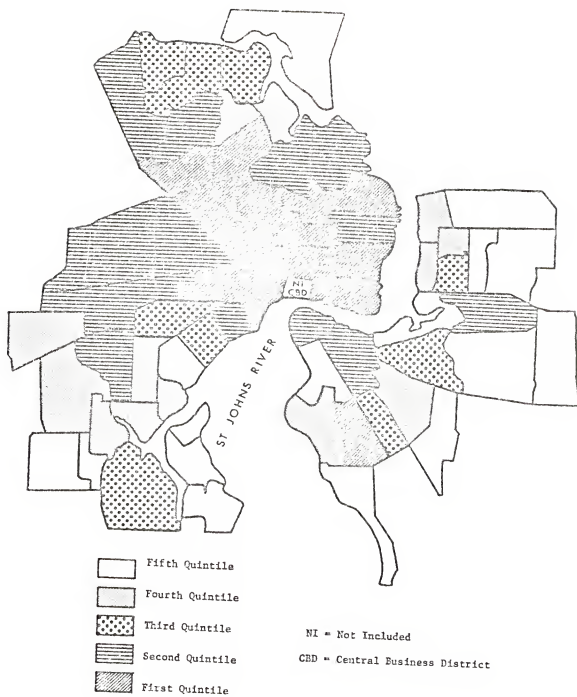 NI
CBD
ST JOHNS RIVER
Fifth Quintile
Fourth Quintile
Third Quintile
Second Quintile
First Quintile
NI = Not Included
CBD = Central Business District